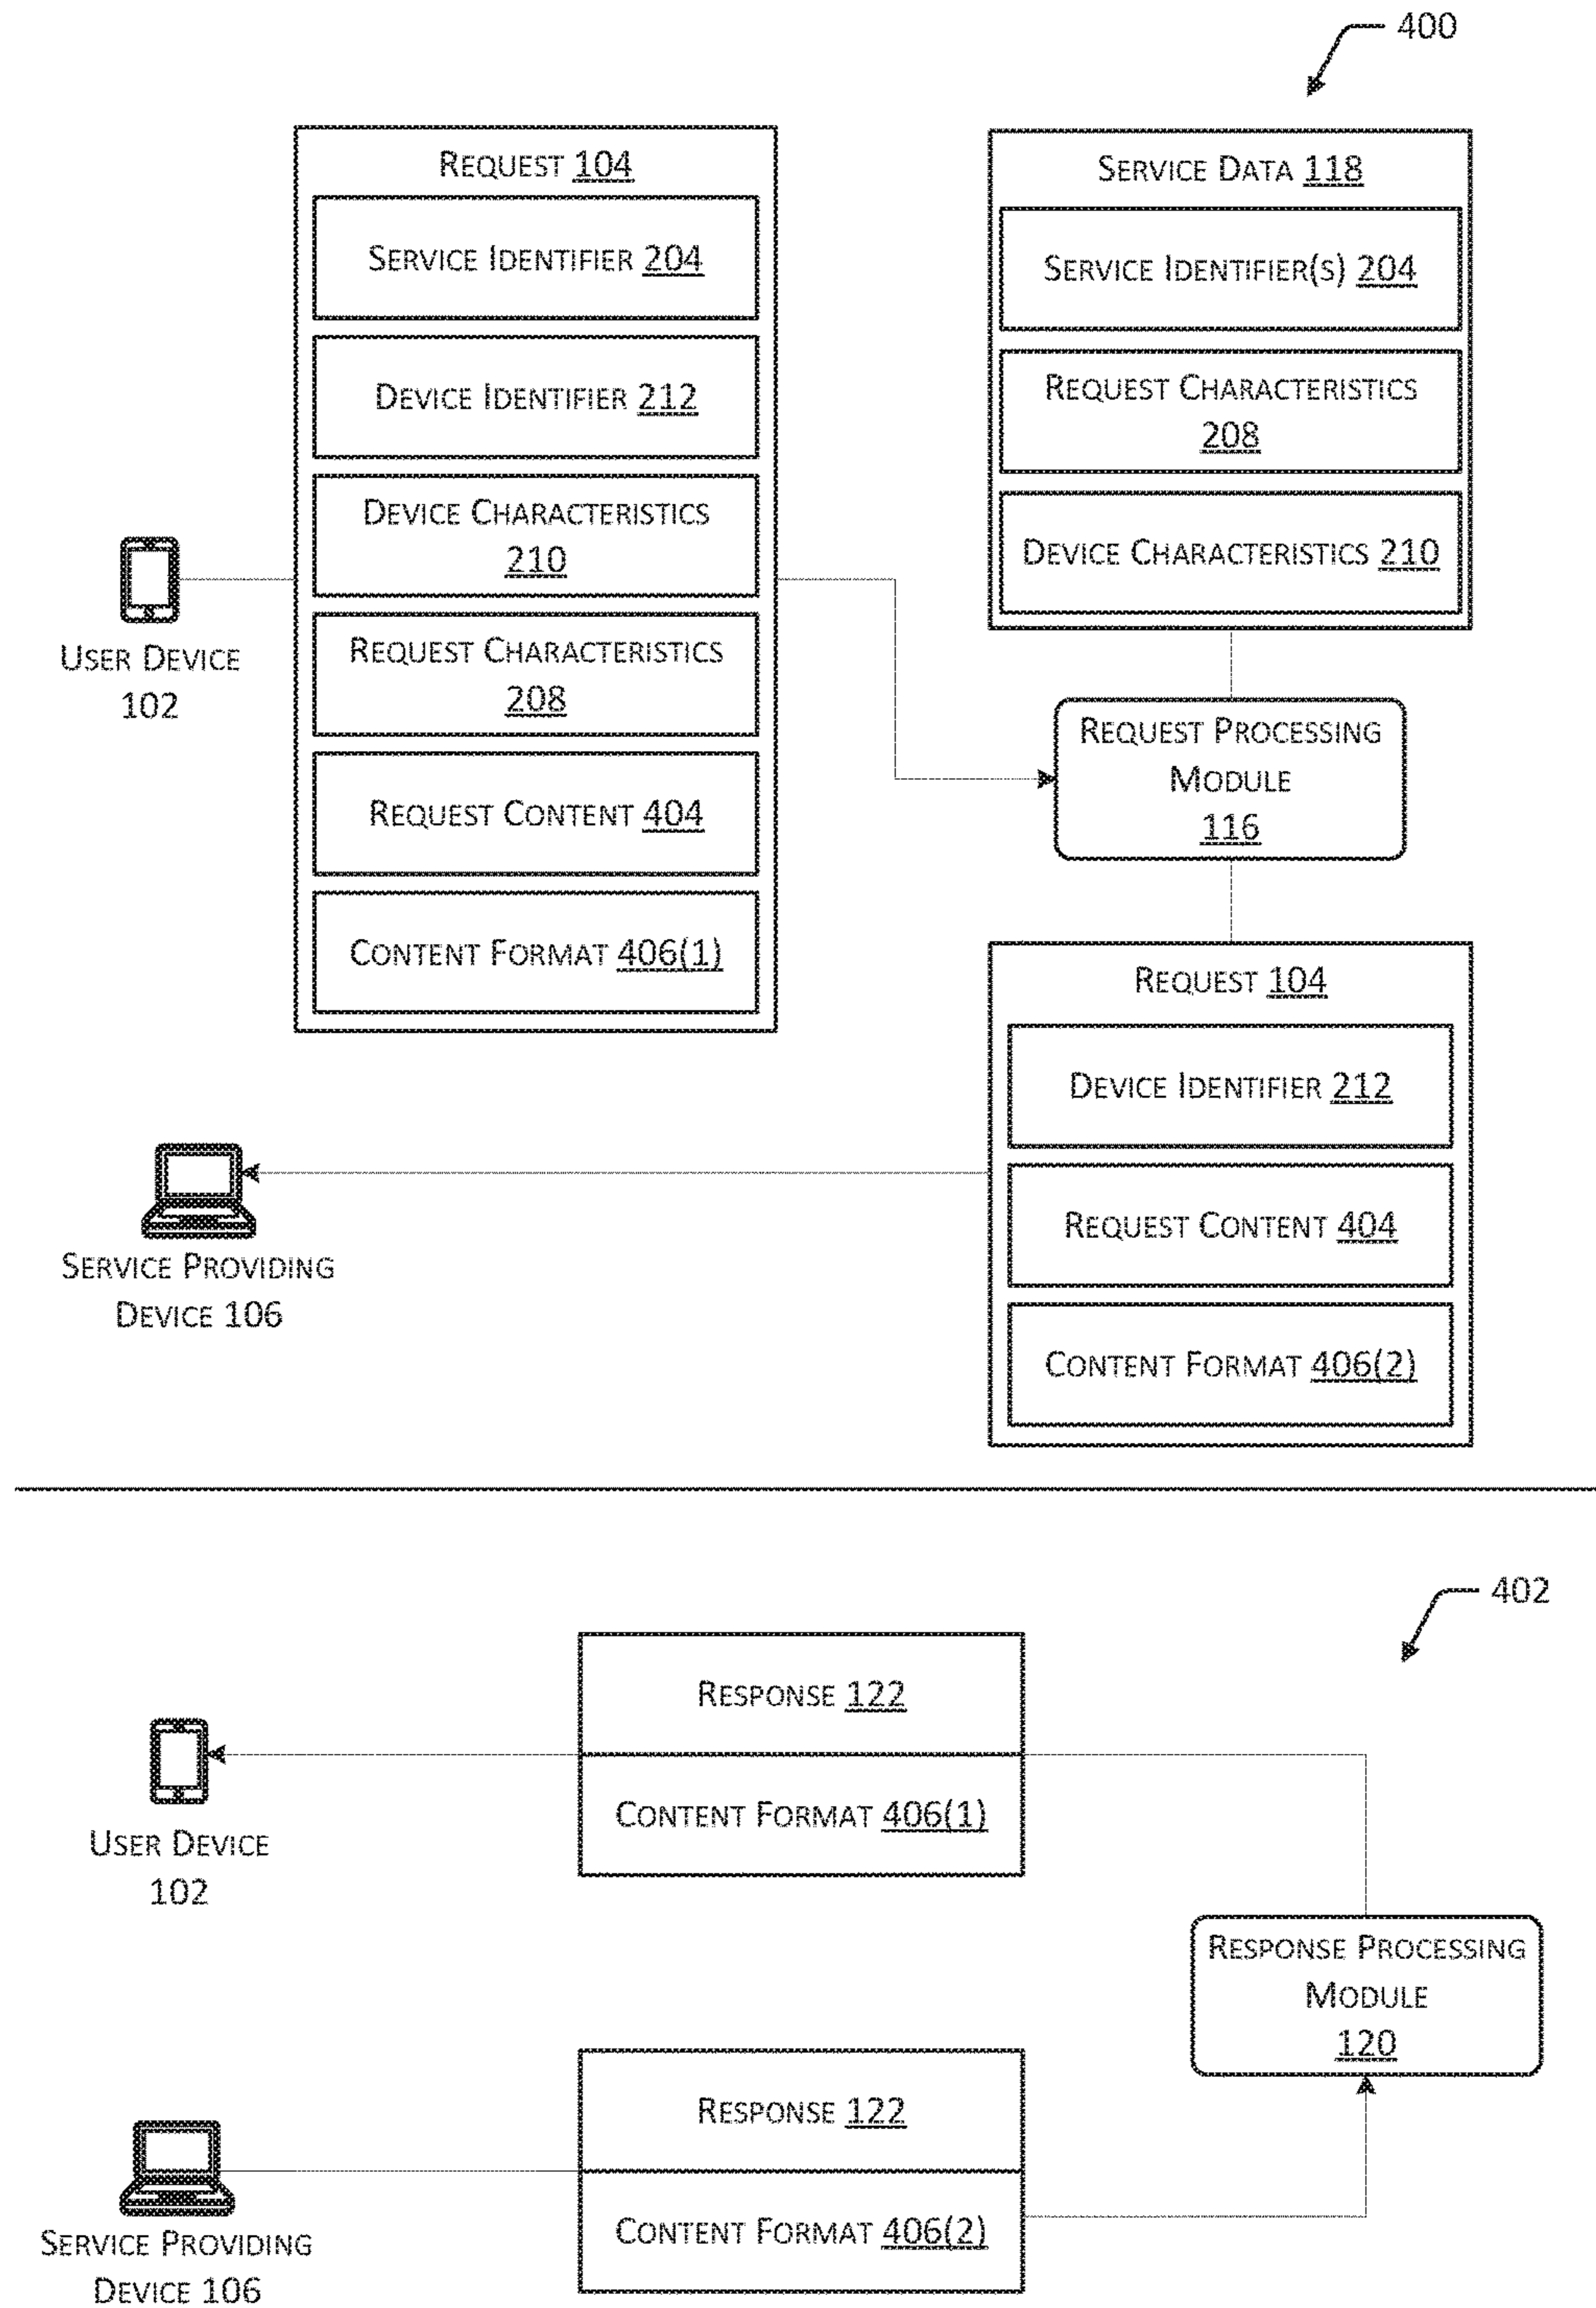 400
REQUEST 104
SERVICE IDENTIFIER 204
DEVICE IDENTIFIER 212
DEVICE CHARACTERISTICS
210
REQUEST CHARACTERISTICS
208
REQUEST CONTENT 404
CONTENT FORMAT 406(1)
USER DEVICE
102
SERVICE DATA 118
SERVICE IDENTIFIER(S) 204
REQUEST CHARACTERISTICS
208
DEVICE CHARACTERISTICS 210
REQUEST PROCESSING
MODULE
116
REQUEST 104
DEVICE IDENTIFIER 212
REQUEST CONTENT 404
CONTENT FORMAT 406(2)
SERVICE PROVIDING
DEVICE 106
402
RESPONSE 122
CONTENT FORMAT 406(1)
USER DEVICE
102
RESPONSE PROCESSING
MODULE
120
RESPONSE 122
CONTENT FORMAT 406(2)
SERVICE PROVIDING
DEVICE 106